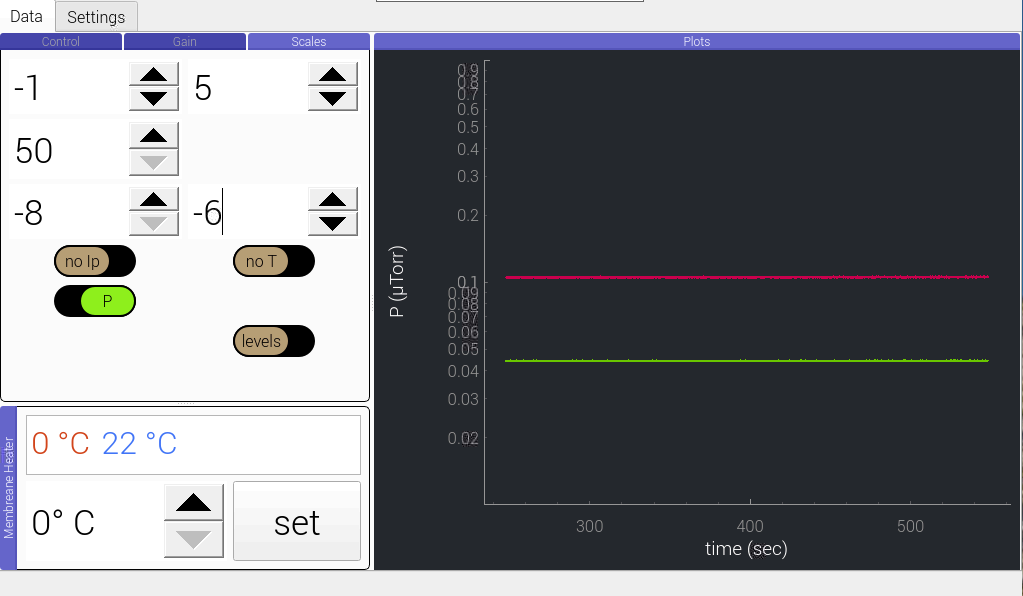 Data Settings
Control Gain Scales
-1 5
50
-8 -6
no Ip no T
P
levels
Membreane Heater
0 °C 22 °C
0° C set
Plots
P (µTorr)
0.9
0.8
0.7
0.6
0.5
0.4
0.3
0.2
0.1
0.09
0.08
0.07
0.06
0.05
0.04
0.03
0.02
300 400 500
time (sec)